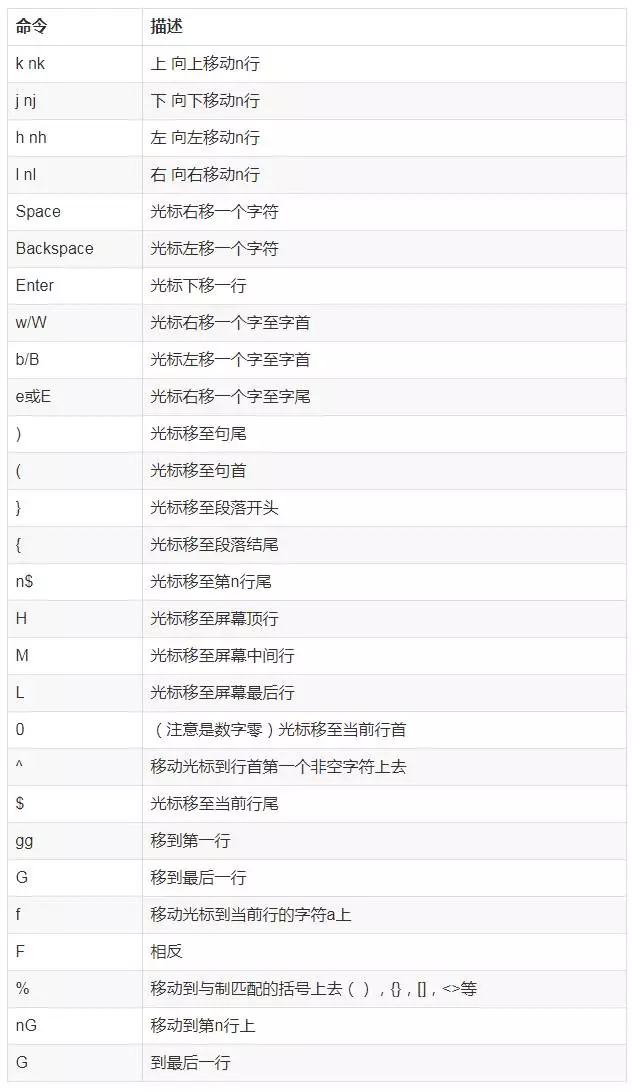 命令 描述
k nk 上 向上移动n行
j nj 下 向下移动n行
h nh 左 向左移动n行
l nl 右 向右移动n行
Space 光标右移一个字符
Backspace 光标左移一个字符
Enter 光标下移一行
w/W 光标右移一个字至字首
b/B 光标左移一个字至字首
e或E 光标右移一个字至字尾
) 光标移至句尾
( 光标移至句首
} 光标移至段落开头
{ 光标移至段落结尾
n$ 光标移至第n行尾
H 光标移至屏幕顶行
M 光标移至屏幕中间行
L 光标移至屏幕最后行
0 （注意是数字零）光标移至当前行首
^ 移动光标到行首第一个非空字符上去
$ 光标移至当前行尾
gg 移到第一行
G 移到最后一行
f 移动光标到当前行的字符a上
F 相反
% 移动到与制匹配的括号上去（），{}，[]，<>等
nG 移动到第n行上
G 到最后一行